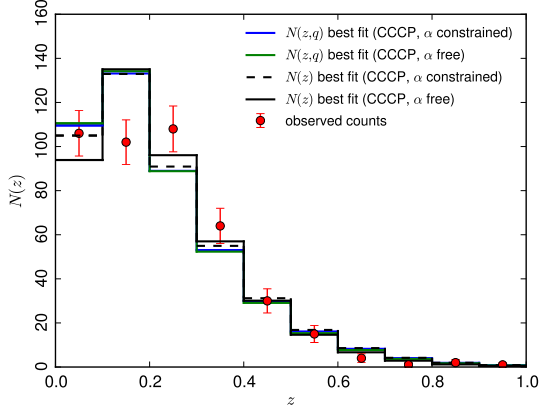 N(z,q) best fit (CCCP, α constrained)
N(z,q) best fit (CCCP, α free)
N(z) best fit (CCCP, α constrained)
N(z) best fit (CCCP, α free)
observed counts
N(z)
160
140
120
100
80
60
40
20
0
0.0 0.2 0.4 0.6 0.8 1.0
z